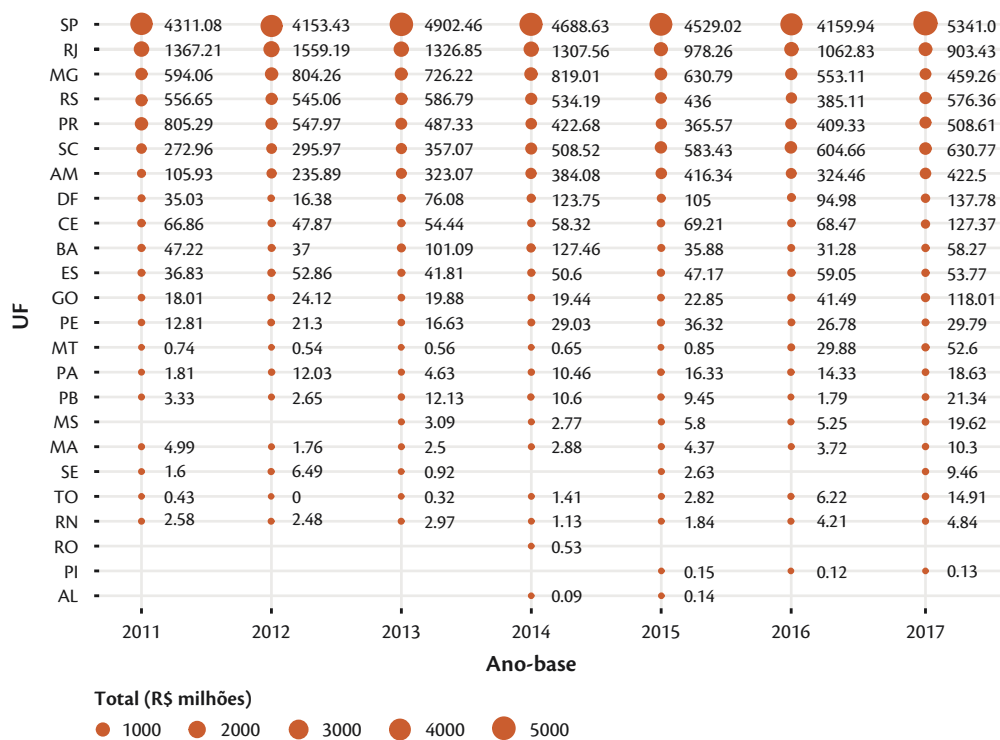 SP 4311.08 4153.43 4902.46 4688.63 4529.02 4159.94 5341.0
RJ 1367.21 1559.19 1326.85 1307.56 978.26 1062.83 903.43
MG 594.06 804.26 726.22 819.01 630.79 553.11 459.26
RS 556.65 545.06 586.79 534.19 436 385.11 576.36
PR 805.29 547.97 487.33 422.68 365.57 409.33 508.61
SC 272.96 295.97 357.07 508.52 583.43 604.66 630.77
AM 105.93 235.89 323.07 384.08 416.34 324.46 422.5
DF 35.03 16.38 76.08 123.75 105 94.98 137.78
CE 66.86 47.87 54.44 58.32 69.21 68.47 127.37
BA 47.22 37 101.09 127.46 35.88 31.28 58.27
ES 36.83 52.86 41.81 50.6 47.17 59.05 53.77
GO 18.01 24.12 19.88 19.44 22.85 41.49 118.01
PE 12.81 21.3 16.63 29.03 36.32 26.78 29.79
MT 0.74 0.54 0.56 0.65 0.85 29.88 52.6
PA 1.81 12.03 4.63 10.46 16.33 14.33 18.63
PB 3.33 2.65 12.13 10.6 9.45 1.79 21.34
MS 3.09 2.77 5.8 5.25 19.62
MA 4.99 1.76 2.5 2.88 4.37 3.72 10.3
SE 1.6 6.49 0.92 2.63 9.46
TO 0.43 0 0.32 1.41 2.82 6.22 14.91
RN 2.58 2.48 2.97 1.13 1.84 4.21 4.84
RO 0.53
PI 0.15 0.12 0.13
AL 0.09 0.14
UF
2011 2012 2013 2014 2015 2016 2017
Ano-base
Total (R$ milhões)
1000 2000 3000 4000 5000